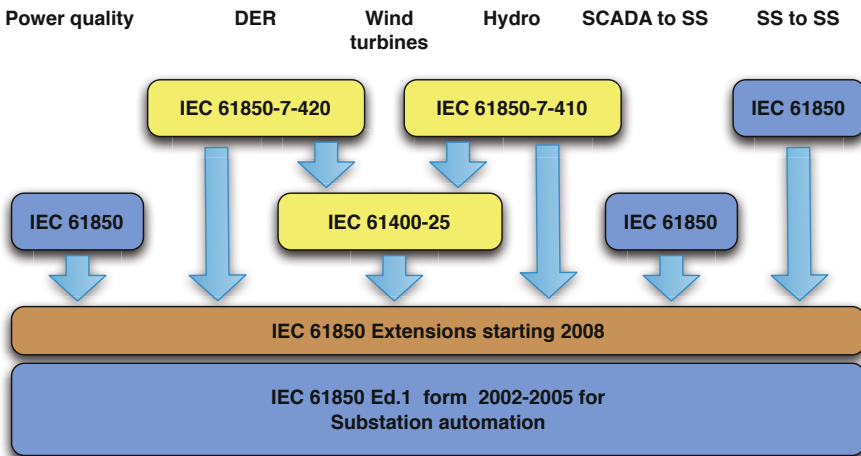 Power quality DER Wind turbines Hydro SCADA to SS SS to SS
IEC 61850-7-420 IEC 61850-7-410 IEC 61850
IEC 61850 IEC 61400-25 IEC 61850
IEC 61850 Extensions starting 2008
IEC 61850 Ed.1 form 2002-2005 for
Substation automation